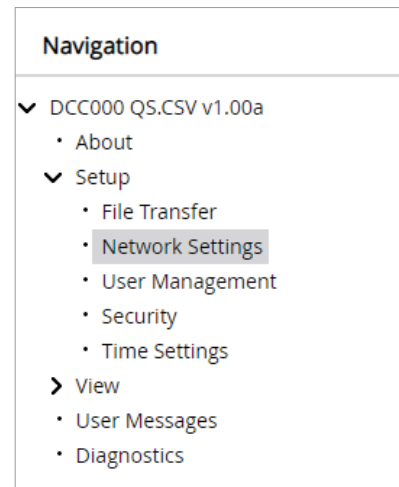 Navigation
DCC000 QS.CSV v1.00a
About
Setup
File Transfer
Network Settings
User Management
Security
Time Settings
View
User Messages
Diagnostics